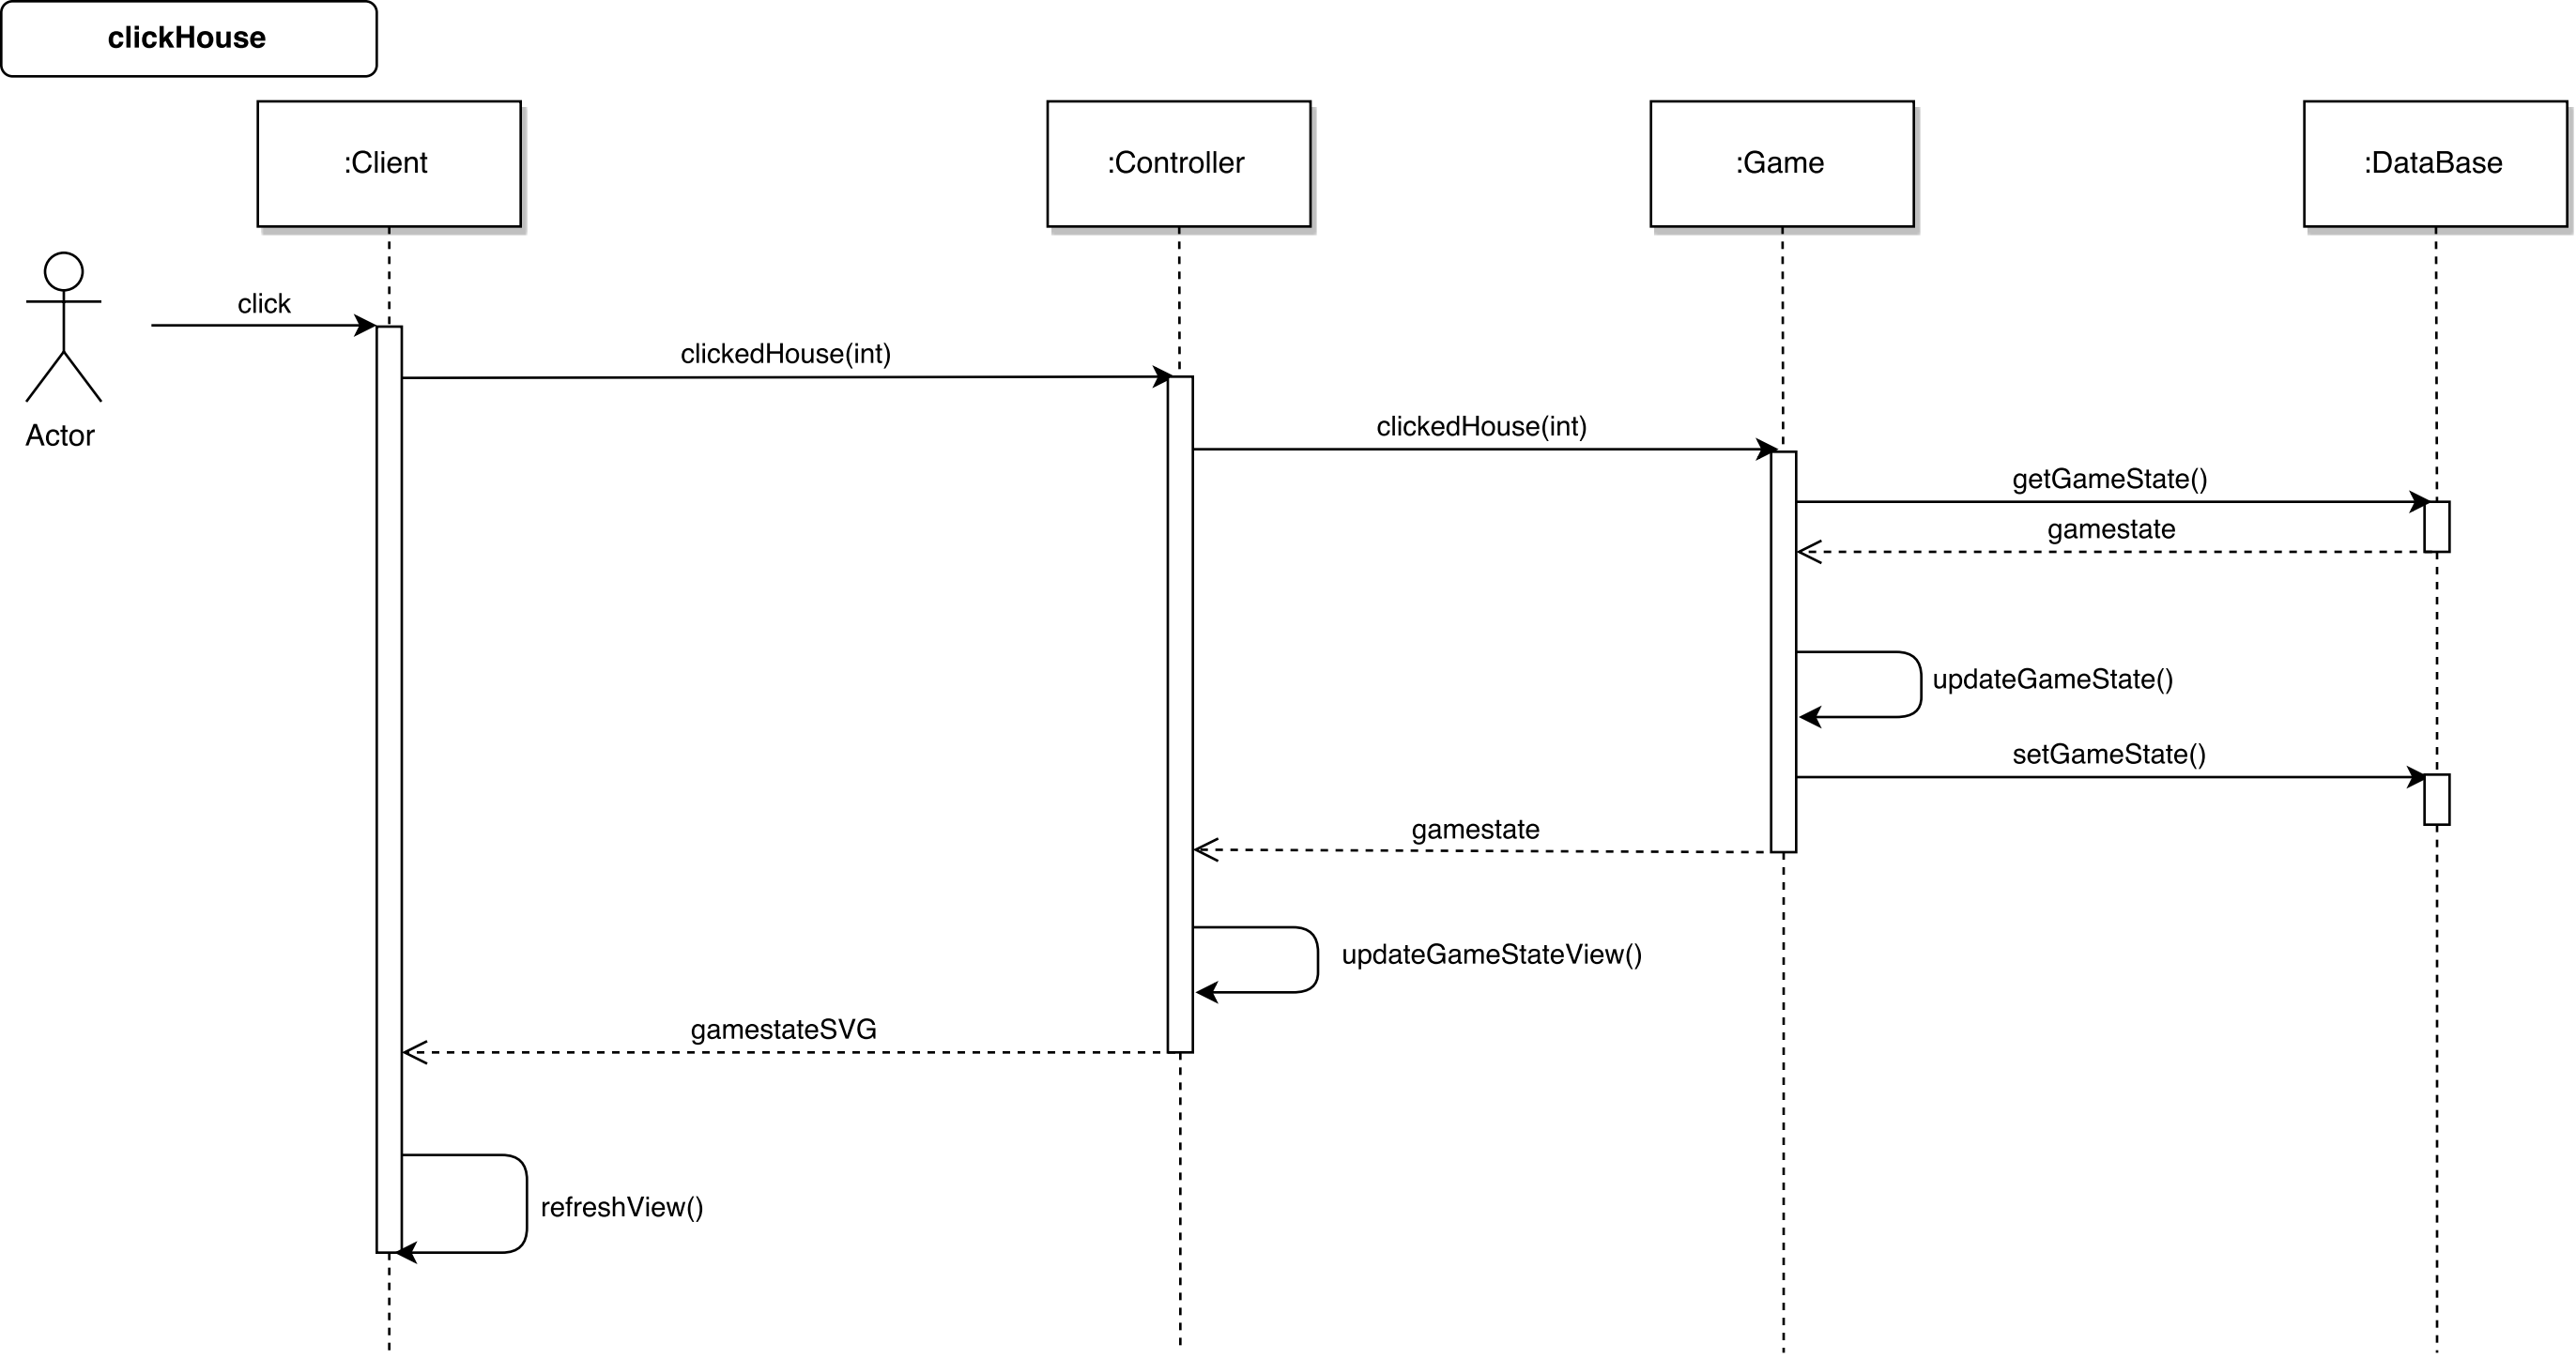 clickHouse
:Client
:Controller
:Game
:DataBase
click
clickedHouse(int)
Actor
clickedHouse(int)
getGameState()
gamestate
updateGameState()
setGameState()
gamestate
updateGameStateView()
gamestateSVG
refreshView()